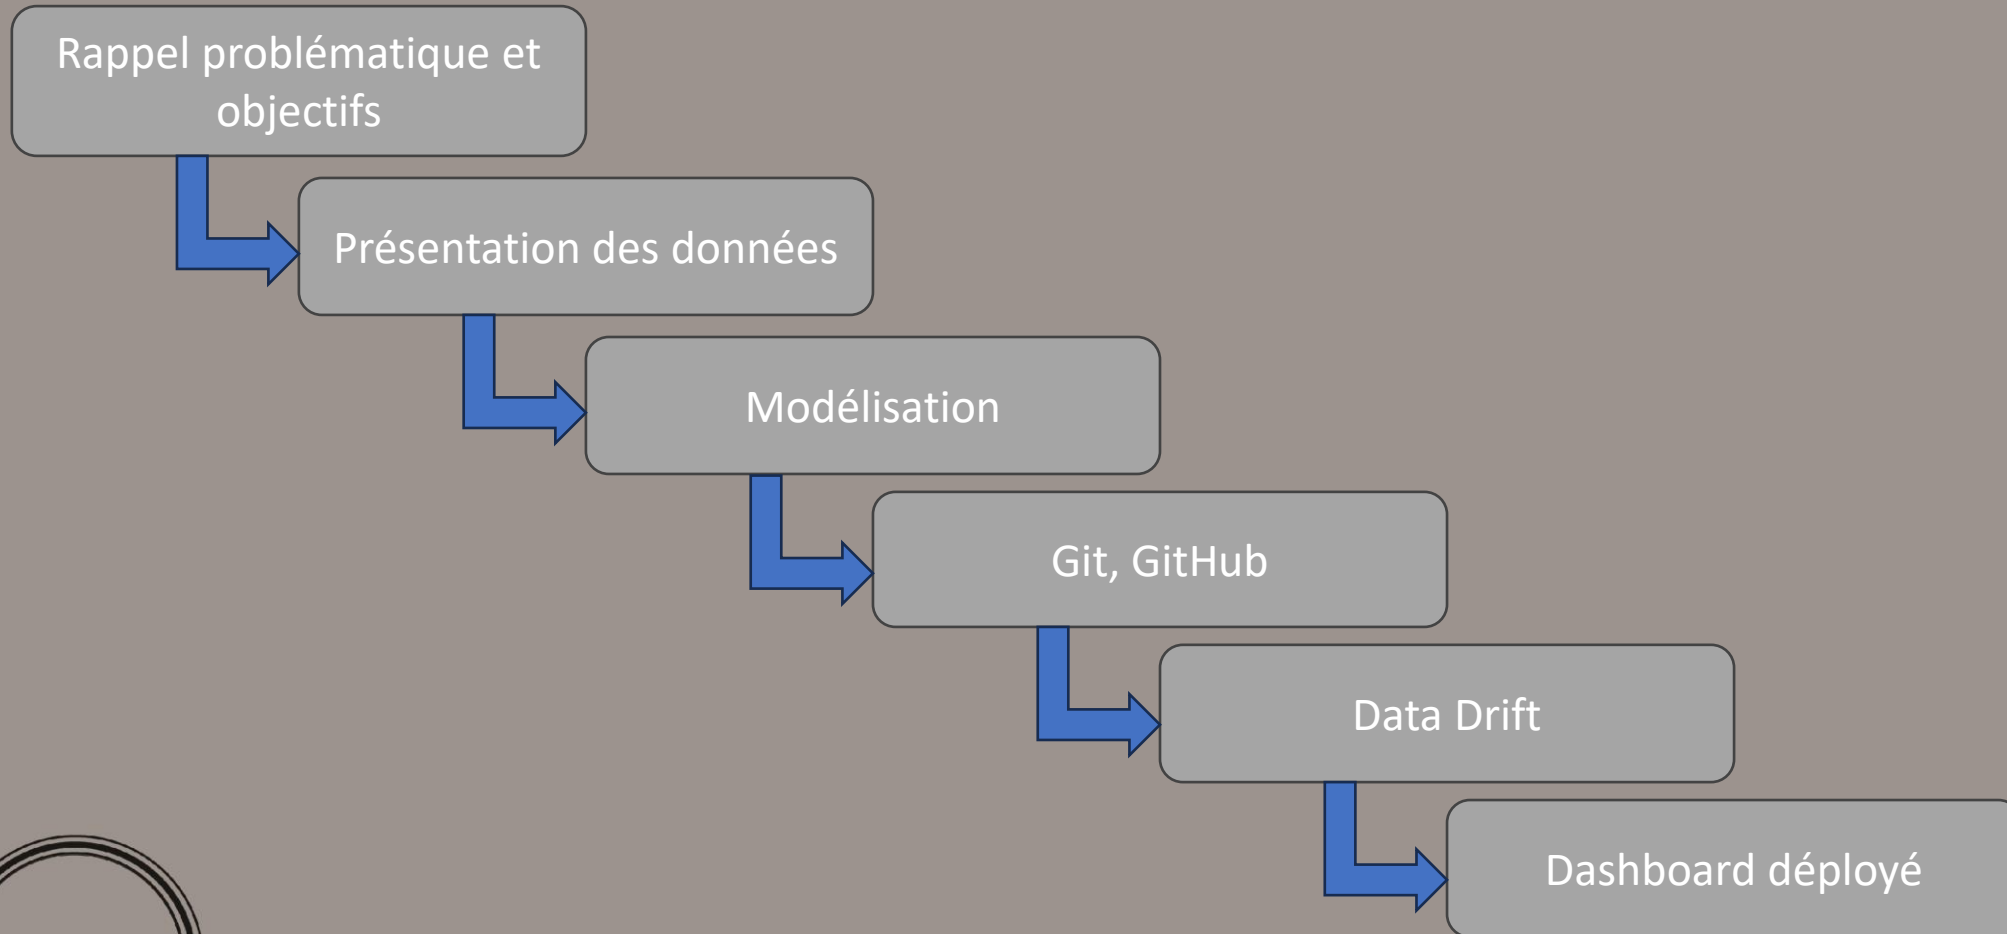 Rappel problématique et
objectifs
Présentation des données
Modélisation
Git, GitHub
Data Drift
Dashboard déployé